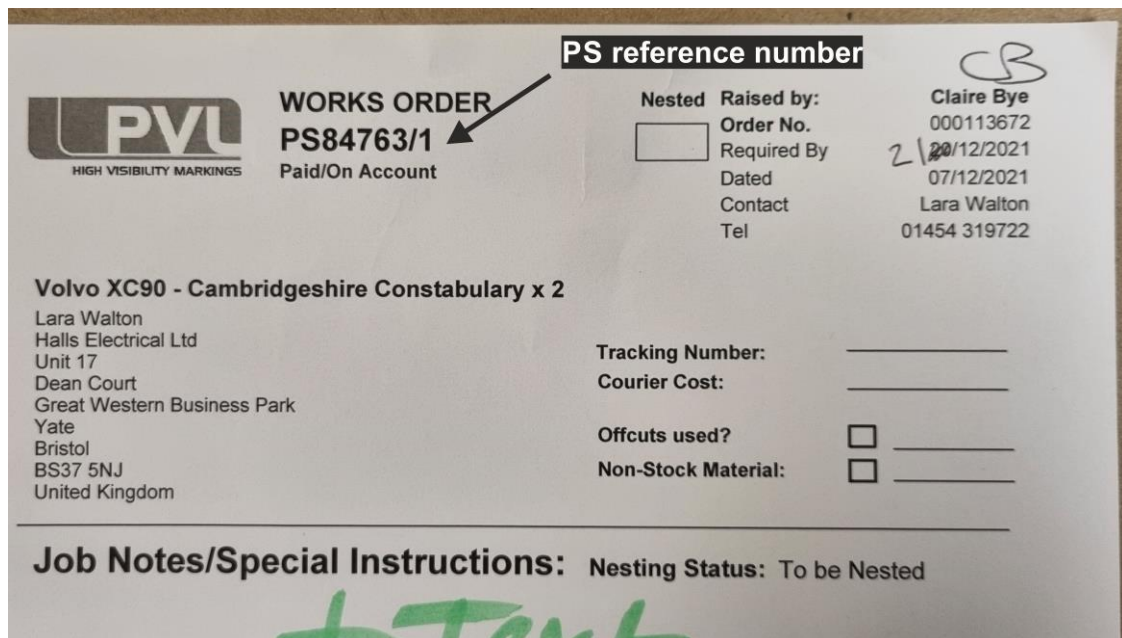 PS reference number
CB
PVL
HIGH VISIBILITY MARKINGS
WORKS ORDER
PS84763/1
Paid/On Account
Nested
Raised by: Claire Bye
Order No. 000113672
Required By 21/12/2021
Dated 07/12/2021
Contact Lara Walton
Tel 01454 319722
Volvo XC90 - Cambridgeshire Constabulary x 2
Lara Walton
Halls Electrical Ltd
Unit 17
Dean Court
Great Western Business Park
Yate
Bristol
BS37 5NJ
United Kingdom
Tracking Number:
Courier Cost:
Offcuts used?
Non-Stock Material:
Job Notes/Special Instructions: Nesting Status: To be Nested
+ Text